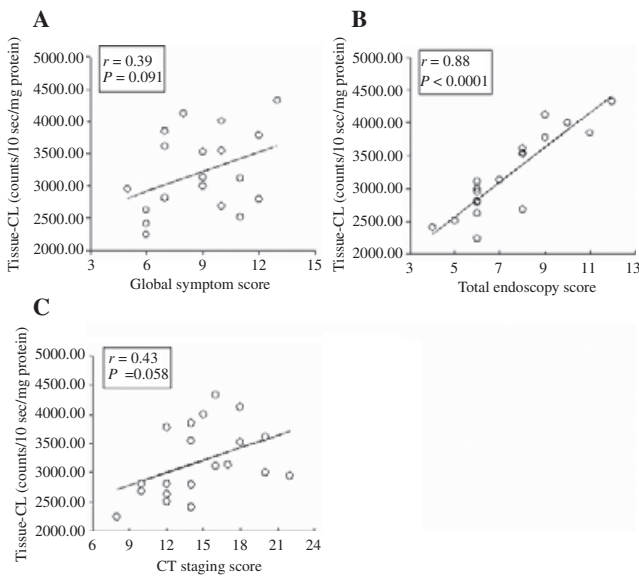 A
Tissue-CL (counts/10 sec/mg protein)
5000.00
4500.00
4000.00
3500.00
3000.00
2500.00
2000.00
r = 0.39
P = 0.091
3 6 9 12 15
Global symptom score
B
Tissue-CL (counts/10 sec/mg protein)
5000.00
4500.00
4000.00
3500.00
3000.00
2500.00
2000.00
r = 0.88
P < 0.0001
3 5 7 9 11 13
Total endoscopy score
C
Tissue-CL (counts/10 sec/mg protein)
5000.00
4500.00
4000.00
3500.00
3000.00
2500.00
2000.00
r = 0.43
P =0.058
6 9 12 15 18 21 24
CT staging score